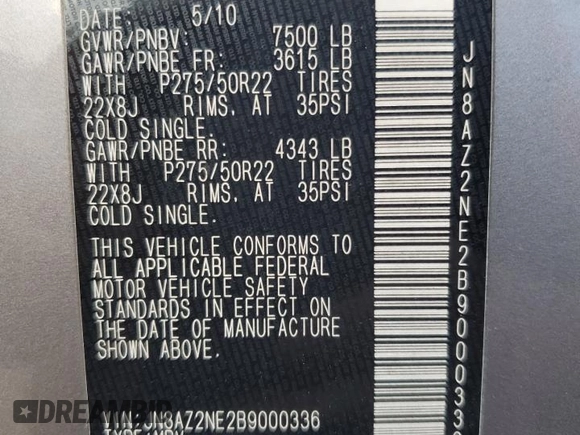 DATE: 5/10
GVWR/PNBV: 7500 LB
GAWR/PNBE FR: 3615 LB
WITH P275/50R22 TIRES
22X8J RIMS, AT 35PSI
COLD SINGLE.
GAWR/PNBE RR: 4343 LB
WITH P275/50R22 TIRES
22X8J RIMS, AT 35PSI
COLD SINGLE.
THIS VEHICLE CONFORMS TO
ALL APPLICABLE FEDERAL
MOTOR VEHICLE SAFETY
STANDARDS IN EFFECT ON
THE DATE OF MANUFACTURE
SHOWN ABOVE.
VIN: JN8AZ2NE2B9000336
JN8AZ2NE2B900033
DREAMBID